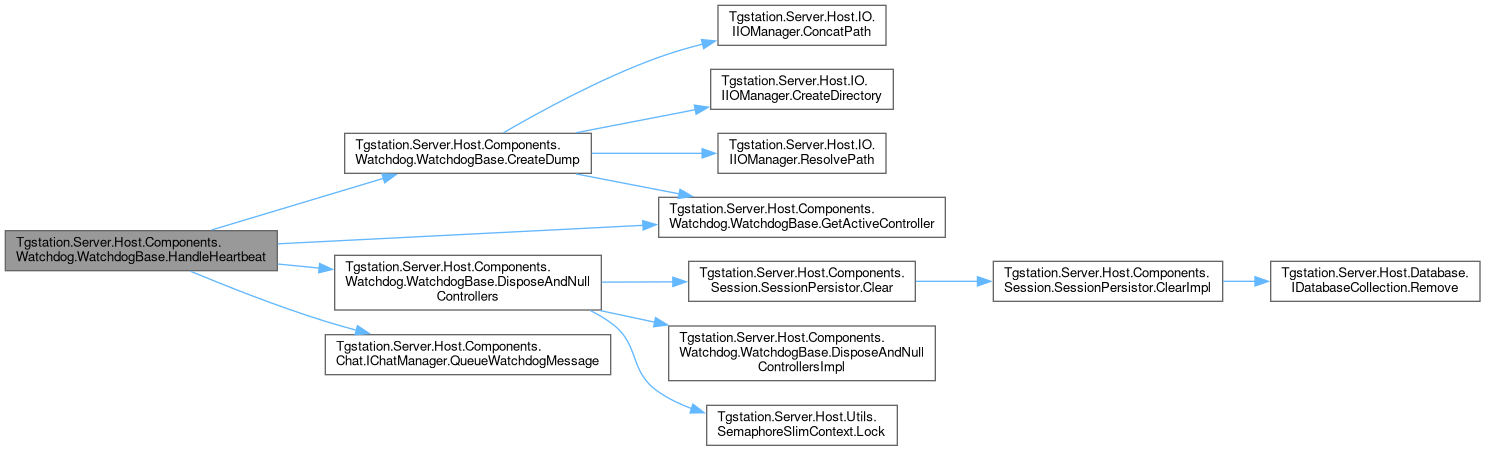 Tgstation.Server.Host.IO.
IIOManager.ConcatPath
Tgstation.Server.Host.IO.
IIOManager.CreateDirectory
Tgstation.Server.Host.Components.
Watchdog.WatchdogBase.CreateDump
Tgstation.Server.Host.IO.
IIOManager.ResolvePath
Tgstation.Server.Host.Components.
Watchdog.WatchdogBase.GetActiveController
Tgstation.Server.Host.Components.
Watchdog.WatchdogBase.HandleHeartbeat
Tgstation.Server.Host.Components.
Watchdog.WatchdogBase.DisposeAndNull
Controllers
Tgstation.Server.Host.Components.
Session.SessionPersistor.Clear
Tgstation.Server.Host.Components.
Session.SessionPersistor.ClearImpl
Tgstation.Server.Host.Database.
IDatabaseCollection.Remove
Tgstation.Server.Host.Components.
Chat.IChatManager.QueueWatchdogMessage
Tgstation.Server.Host.Components.
Watchdog.WatchdogBase.DisposeAndNull
ControllersImpl
Tgstation.Server.Host.Utils.
SemaphoreSlimContext.Lock